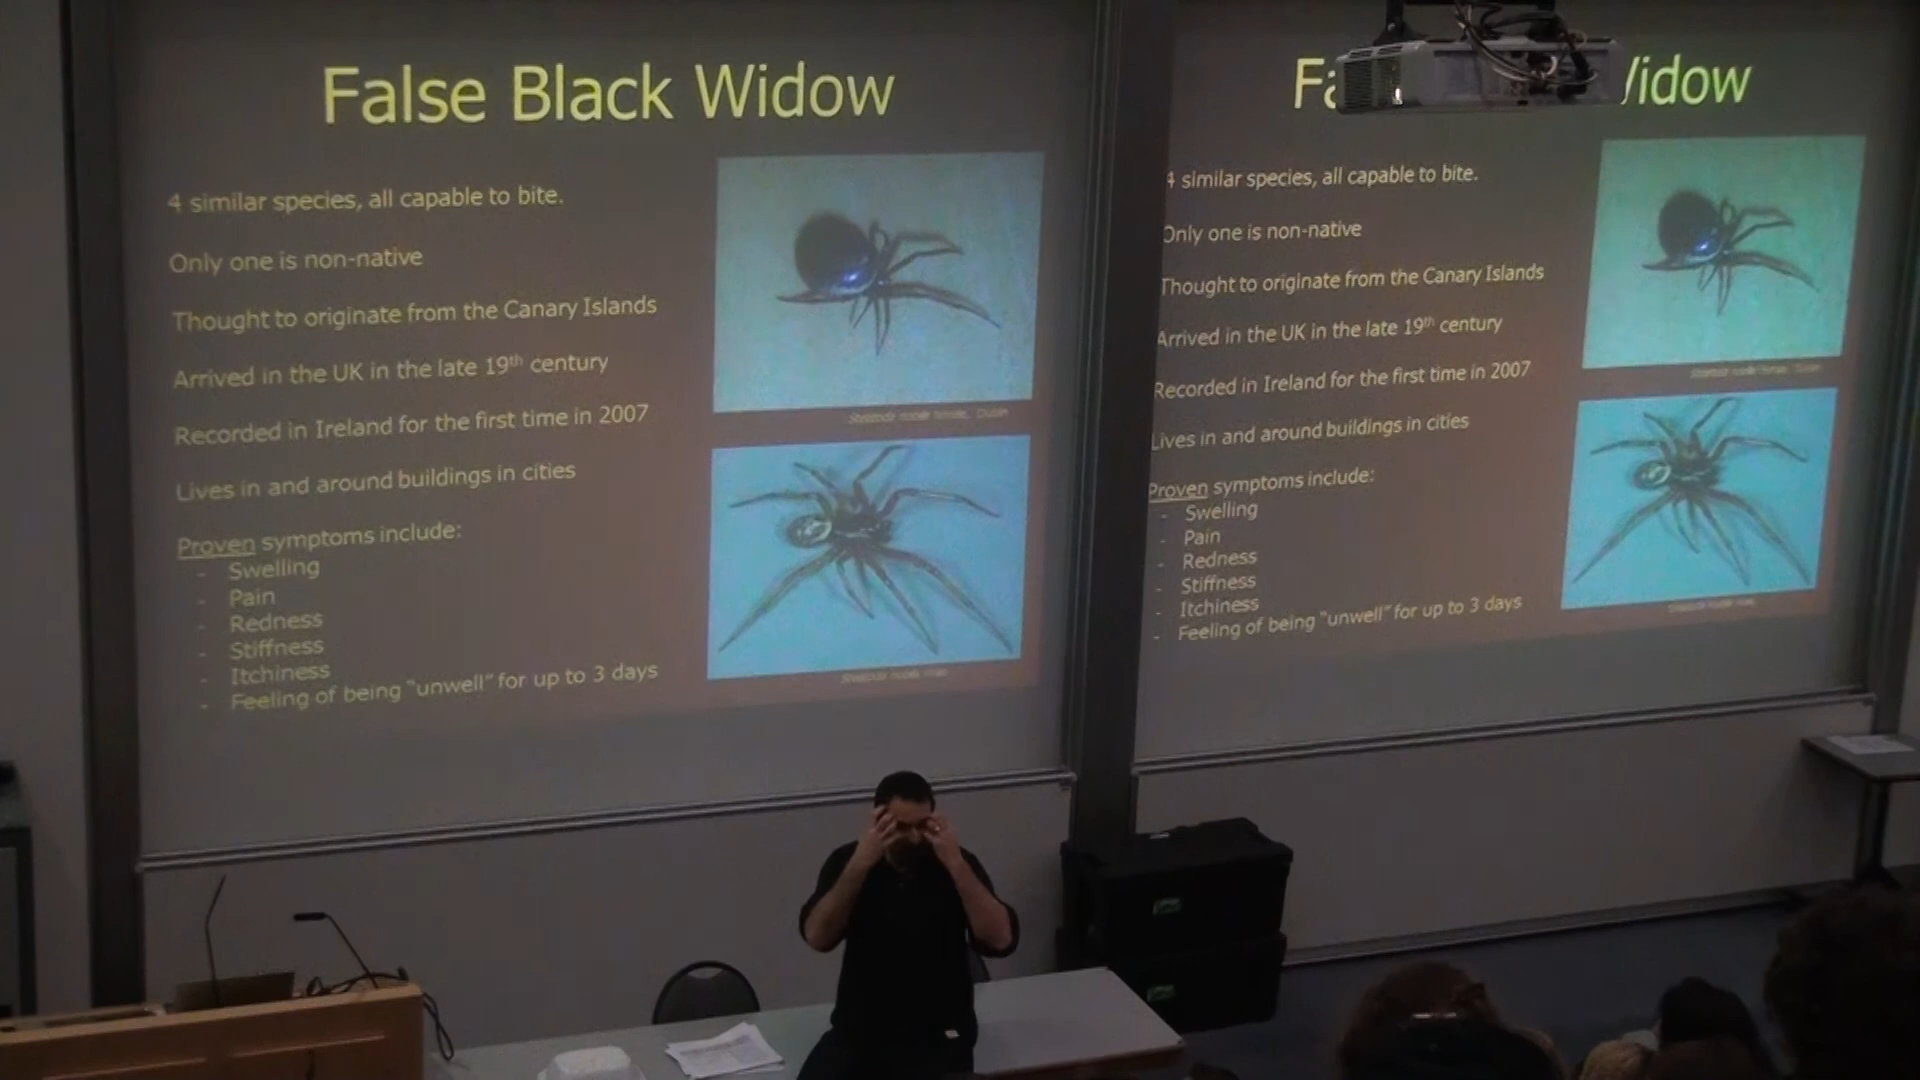 False Black Widow
4 similar species, all capable to bite.
Only one is non-native
Thought to originate from the Canary Islands
Arrived in the UK in the late 19th century
Recorded in Ireland for the first time in 2007
Lives in and around buildings in cities
Proven symptoms include:
- Swelling
- Pain
- Redness
- Stiffness
- Itchiness
- Feeling of being "unwell" for up to 3 days
Fa
Widow
4 similar species, all capable to bite.
Only one is non-native
Thought to originate from the Canary Islands
Arrived in the UK in the late 19th century
Recorded in Ireland for the first time in 2007
Lives in and around buildings in cities
Proven symptoms include:
- Swelling
- Pain
- Redness
- Stiffness
- Itchiness
- Feeling of being "unwell" for up to 3 days